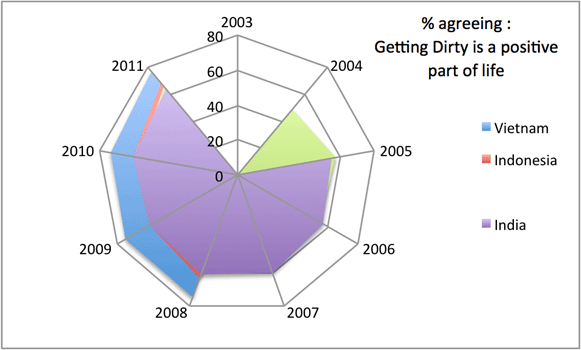 % agreeing :
Getting Dirty is a positive
part of life
2003
2004
2005
2006
2007
2008
2009
2010
2011
80
60
40
20
0
Vietnam
Indonesia
India